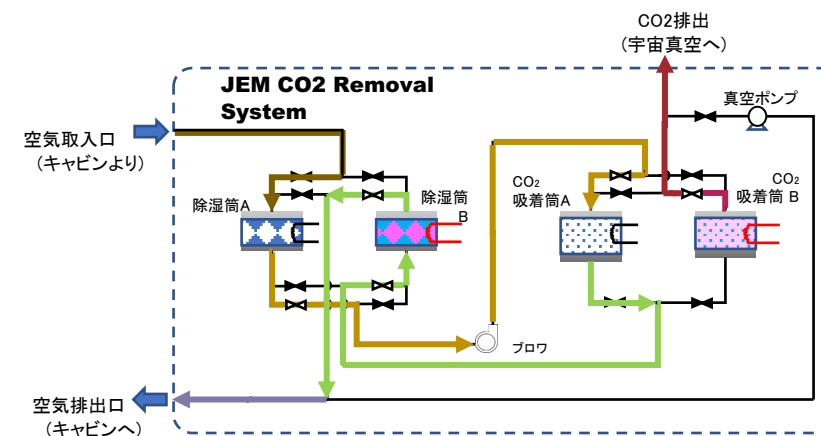 CO2排出
(宇宙真空へ)
JEM CO2 Removal
System
真空ポンプ
空気取入口
(キャビンより)
除湿筒A
除湿筒
B
CO2
吸着筒A
CO2
吸着筒 B
ブロワ
空気排出口
(キャビンへ)